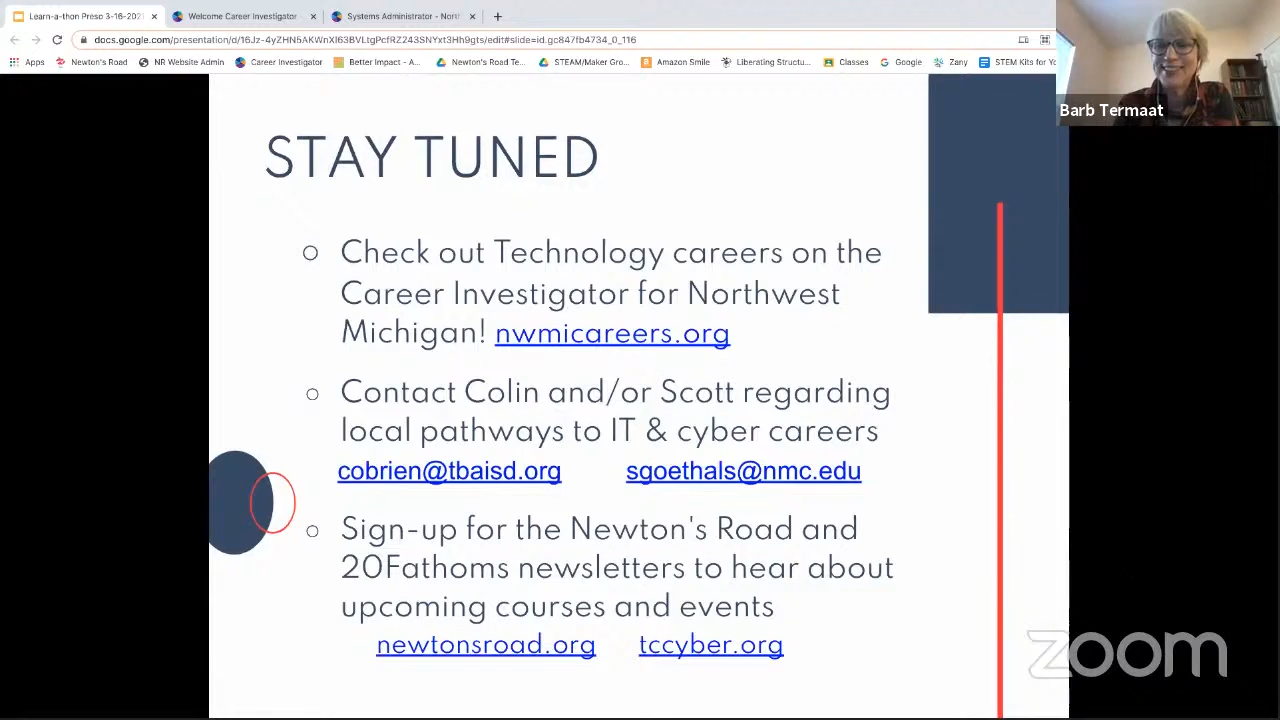 Learn-a-thon Preso 3-16-202
Welcome Career Investigator
Systems Administrator - Nort
docs.google.com/presentation/d/16Jz-4yZHN5AKWnXI63BVLtgPcfRZ243SNYxt3Hh9gts/edit#slide=id.gc847fb4734_0_116
Apps Newton's Road NR Website Admin Career Investigator Better Impact - A... Newton's Road Te... STEAM/Maker Gro... Amazon Smile Liberating Structu... Classes Google Zany STEM Kits for Yo
Barb Termaat
STAY TUNED
Check out Technology careers on the
Career Investigator for Northwest
Michigan! nwmicareers.org
Contact Colin and/or Scott regarding
local pathways to IT & cyber careers
cobrien@tbaisd.org sgoethals@nmc.edu
Sign-up for the Newton's Road and
20Fathoms newsletters to hear about
upcoming courses and events
newtonsroad.org tccyber.org
zoom